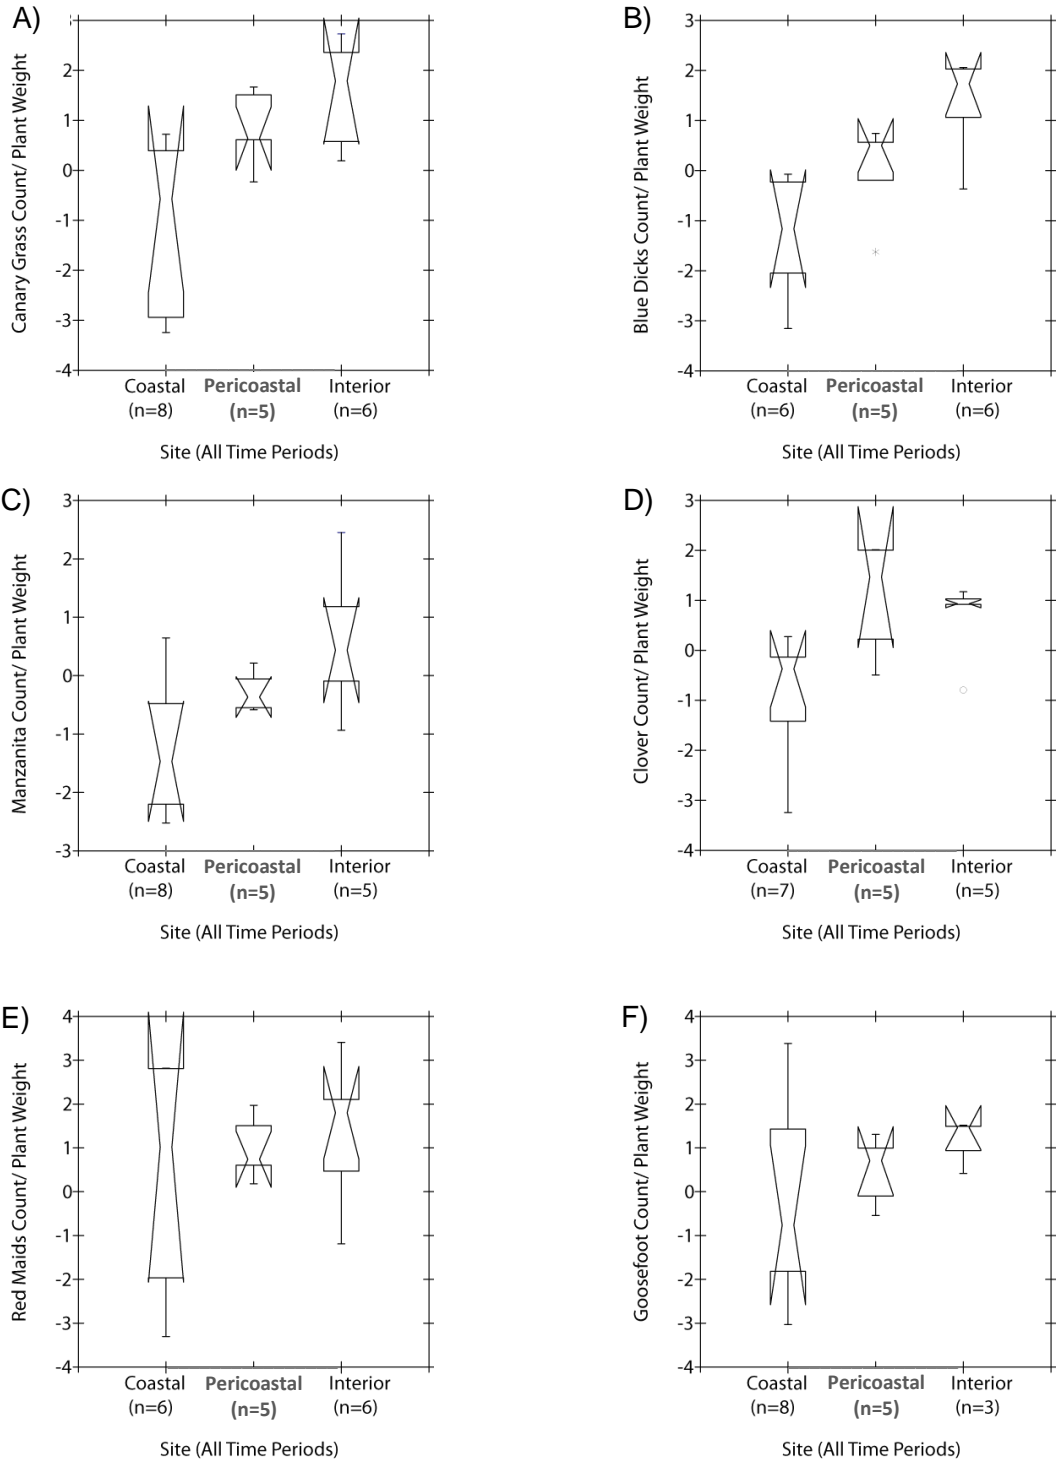 A)
Canary Grass Count/ Plant Weight
2
1
0
-1
-2
-3
-4
Coastal Pericoastal Interior
(n=8) (n=5) (n=6)
Site (All Time Periods)
B)
Blue Dicks Count/ Plant Weight
3
2
1
0
-1
-2
-3
-4
Coastal Pericoastal Interior
(n=6) (n=5) (n=6)
Site (All Time Periods)
C)
Manzanita Count/ Plant Weight
3
2
1
0
-1
-2
-3
Coastal Pericoastal Interior
(n=8) (n=5) (n=5)
Site (All Time Periods)
D)
Clover Count/ Plant Weight
3
2
1
0
-1
-2
-3
-4
Coastal Pericoastal Interior
(n=7) (n=5) (n=5)
Site (All Time Periods)
E)
Red Maids Count/ Plant Weight
4
3
2
1
0
-1
-2
-3
-4
Coastal Pericoastal Interior
(n=6) (n=5) (n=6)
Site (All Time Periods)
F)
Goosefoot Count/ Plant Weight
4
3
2
1
0
-1
-2
-3
-4
Coastal Pericoastal Interior
(n=8) (n=5) (n=3)
Site (All Time Periods)